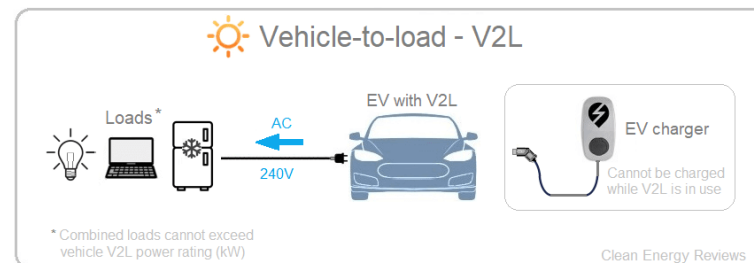 Vehicle-to-load - V2L
Loads*
AC
240V
EV with V2L
EV charger
Cannot be charged
while V2L is in use
* Combined loads cannot exceed
vehicle V2L power rating (kW)
Clean Energy Reviews